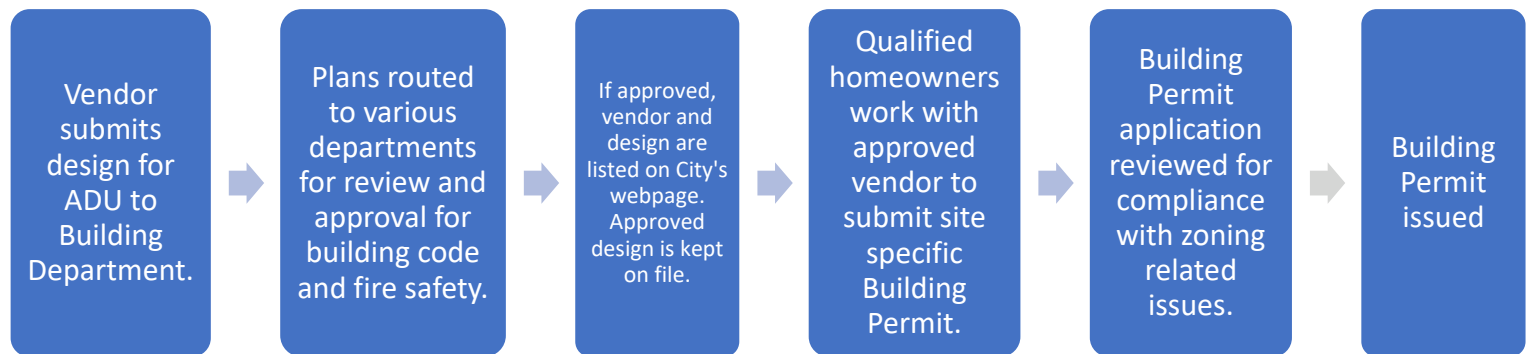 Vendor
submits
design for
ADU to
Building
Department.
Plans routed
to various
departments
for review and
approval for
building code
and fire safety.
If approved,
vendor and
design are
listed on City's
webpage.
Approved
design is kept
on file.
Qualified
homeowners
work with
approved
vendor to
submit site
specific
Building
Permit.
Building
Permit
application
reviewed for
compliance
with zoning
related
issues.
Building
Permit
issued